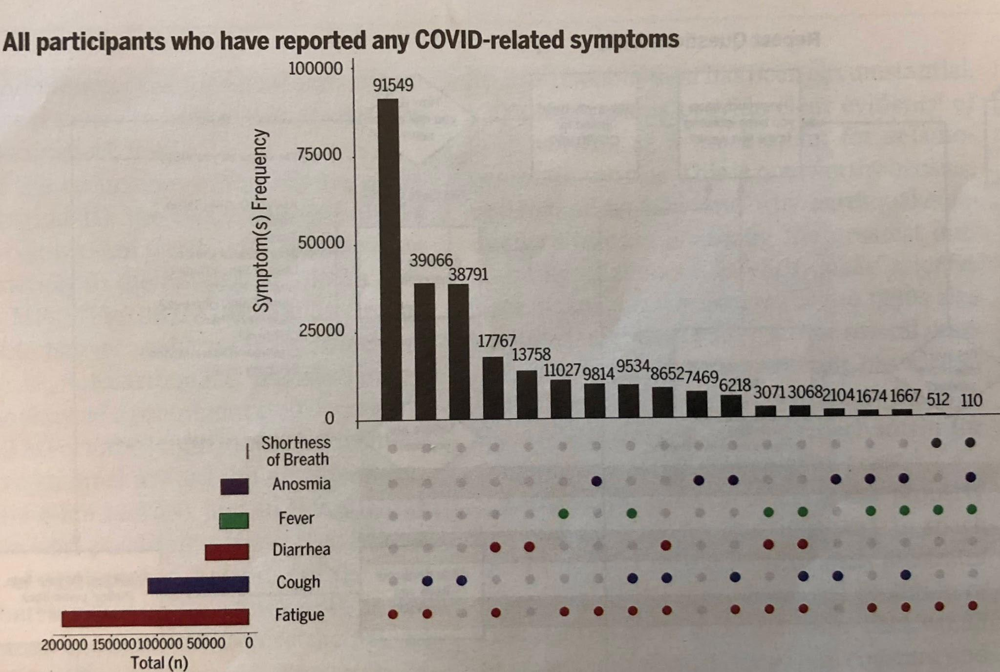 All participants who have reported any COVID-related symptoms
Symptom(s) Frequency
100000
75000
50000
25000
0
91549
39066
38791
17767
13758
11027
9814
9534
8652
7469
6218
3071
3068
2104
1674
1667
512
110
Shortness
of Breath
Anosmia
Fever
Diarrhea
Cough
Fatigue
200000 150000 100000 50000 0
Total (n)